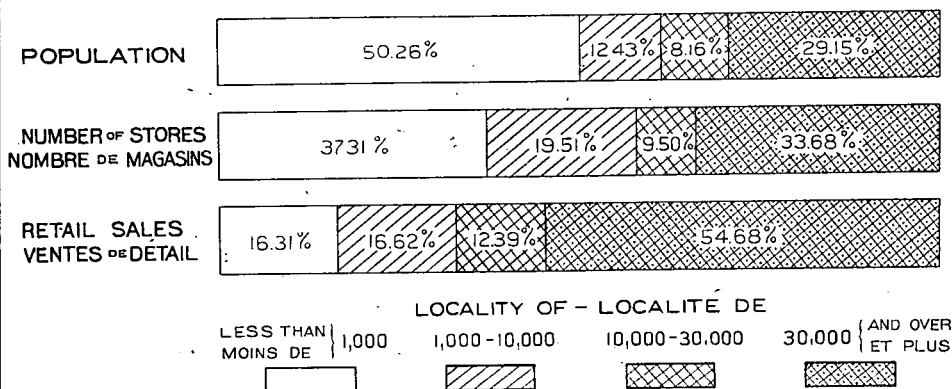 POPULATION 50.26% 12.43% 8.16% 29.15%
NUMBER OF STORES
NOMBRE DE MAGASINS
37.31% 19.51% 9.50% 33.68%
RETAIL SALES
VENTES DE DÉTAIL
16.31% 16.62% 12.39% 54.68%
LOCALITY OF - LOCALITÉ DE
LESS THAN
MOINS DE
1,000 1,000-10,000 10,000-30,000 30,000
AND OVER
ET PLUS